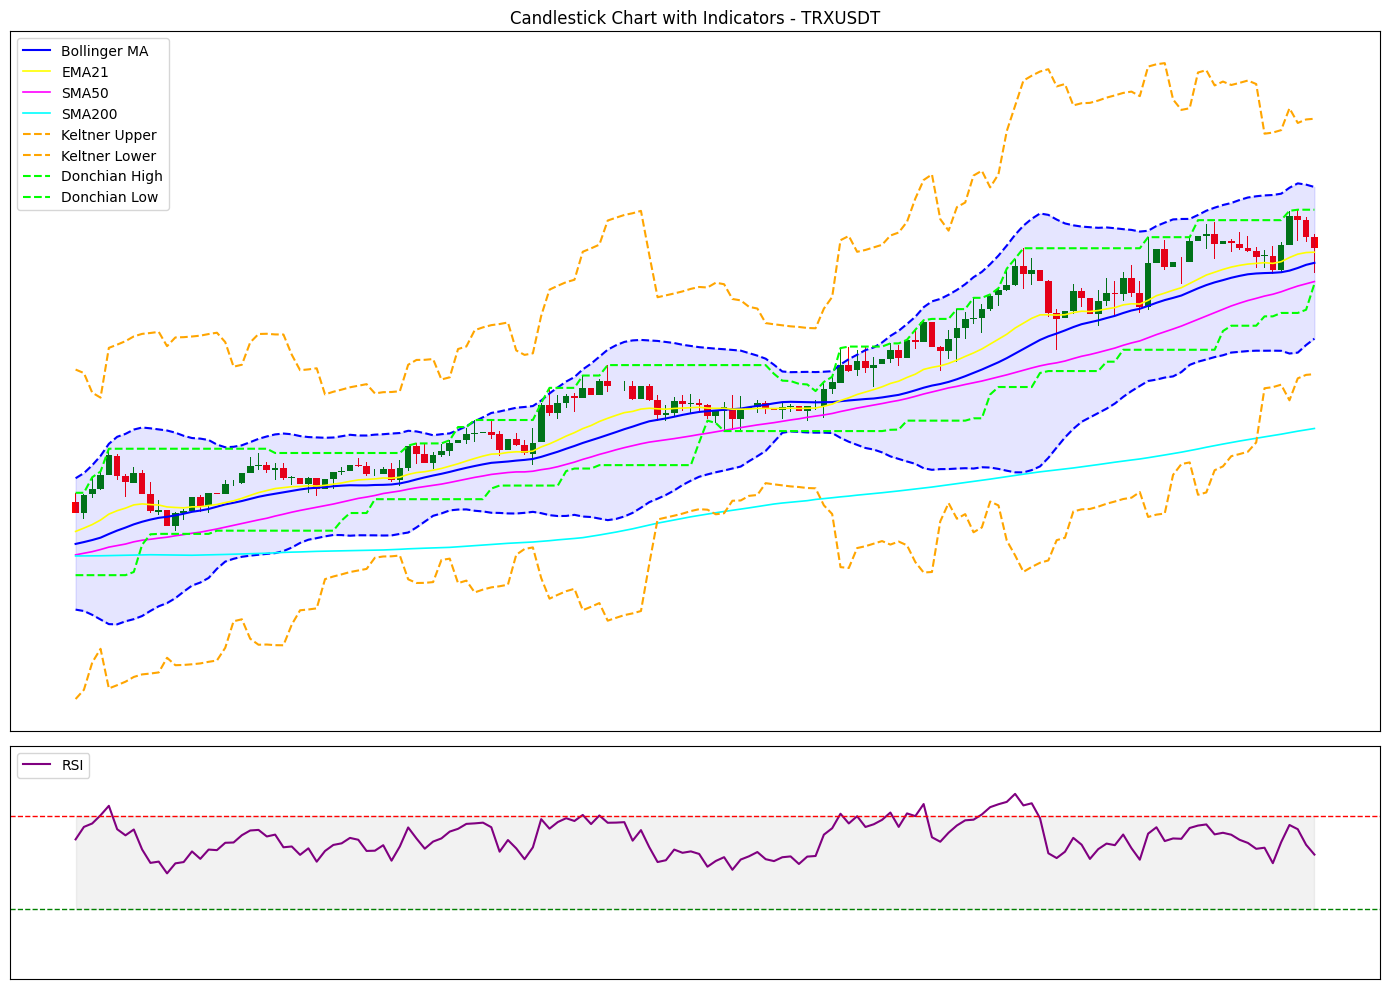 Candlestick Chart with Indicators - TRXUSDT
Bollinger MA
EMA21
SMA50
SMA200
Keltner Upper
Keltner Lower
Donchian High
Donchian Low
RSI